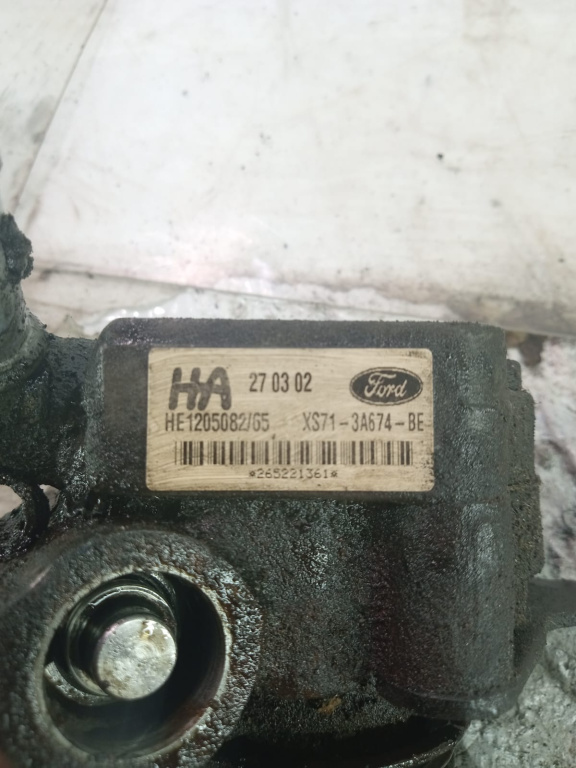 HA 27 03 02 Ford
HE1205082/G5 XS71-3A674-BE
*265221361*